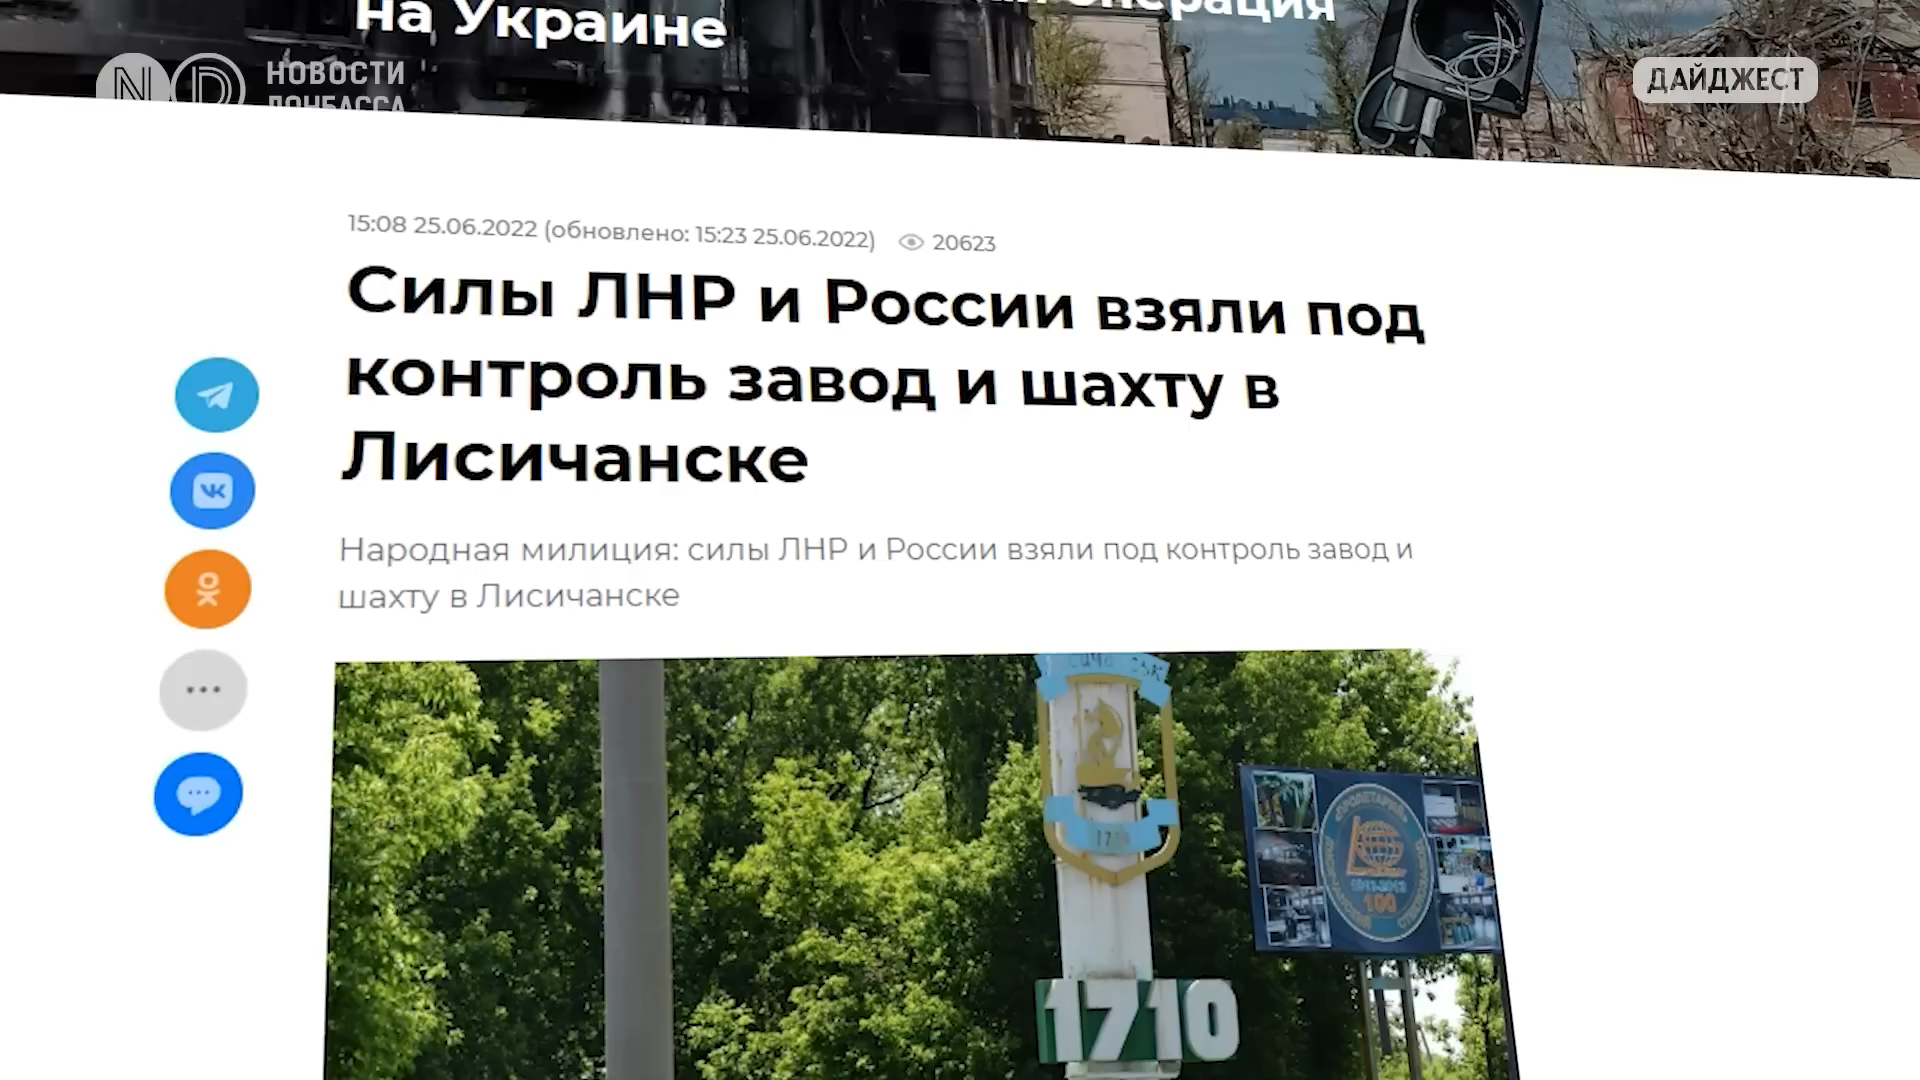 операция
на Украине
НОВОСТИ
ДОНБАССА
ДАЙДЖЕСТ
15:08 25.06.2022 (обновлено: 15:23 25.06.2022) 20623
Силы ЛНР и России взяли под
контроль завод и шахту в
Лисичанске
Народная милиция: силы ЛНР и России взяли под контроль завод и
шахту в Лисичанске
1710
100
1710